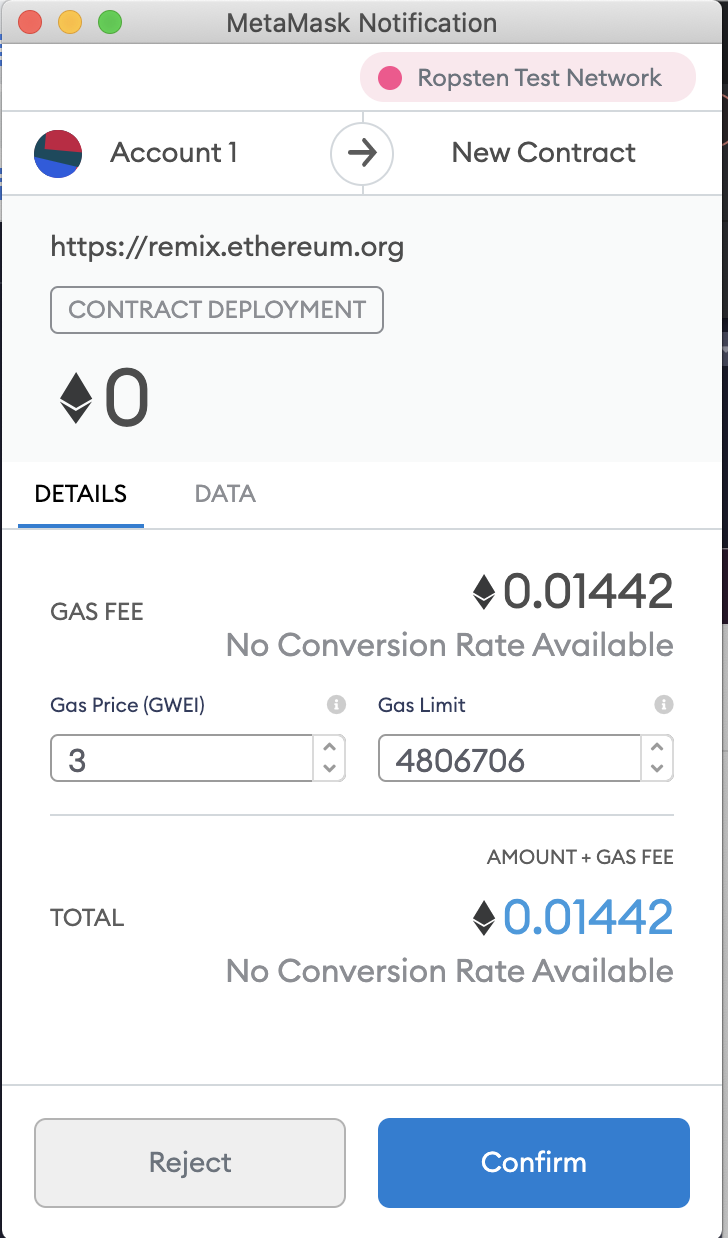 MetaMask Notification
Ropsten Test Network
Account 1
New Contract
https://remix.ethereum.org
CONTRACT DEPLOYMENT
0
DETAILS DATA
GAS FEE
0.01442
No Conversion Rate Available
Gas Price (GWEI)
Gas Limit
3
4806706
AMOUNT + GAS FEE
TOTAL
0.01442
No Conversion Rate Available
Reject
Confirm